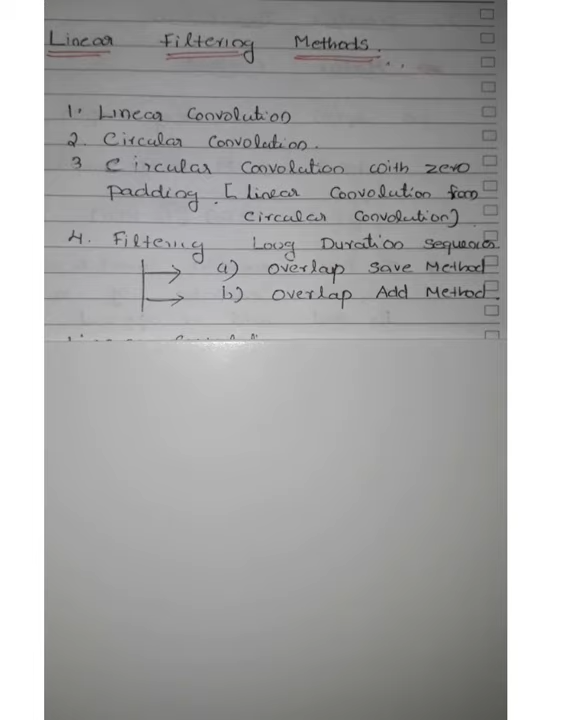 Linear Filtering Methods.
1. Linear Convolution
2. Circular Convolution.
3 Circular Convolution with zero
padding. [linear Convolution from
Circular Convolution]
4. Filtering Long Duration Sequences
a) overlap Save Method
b) overlap Add Method.